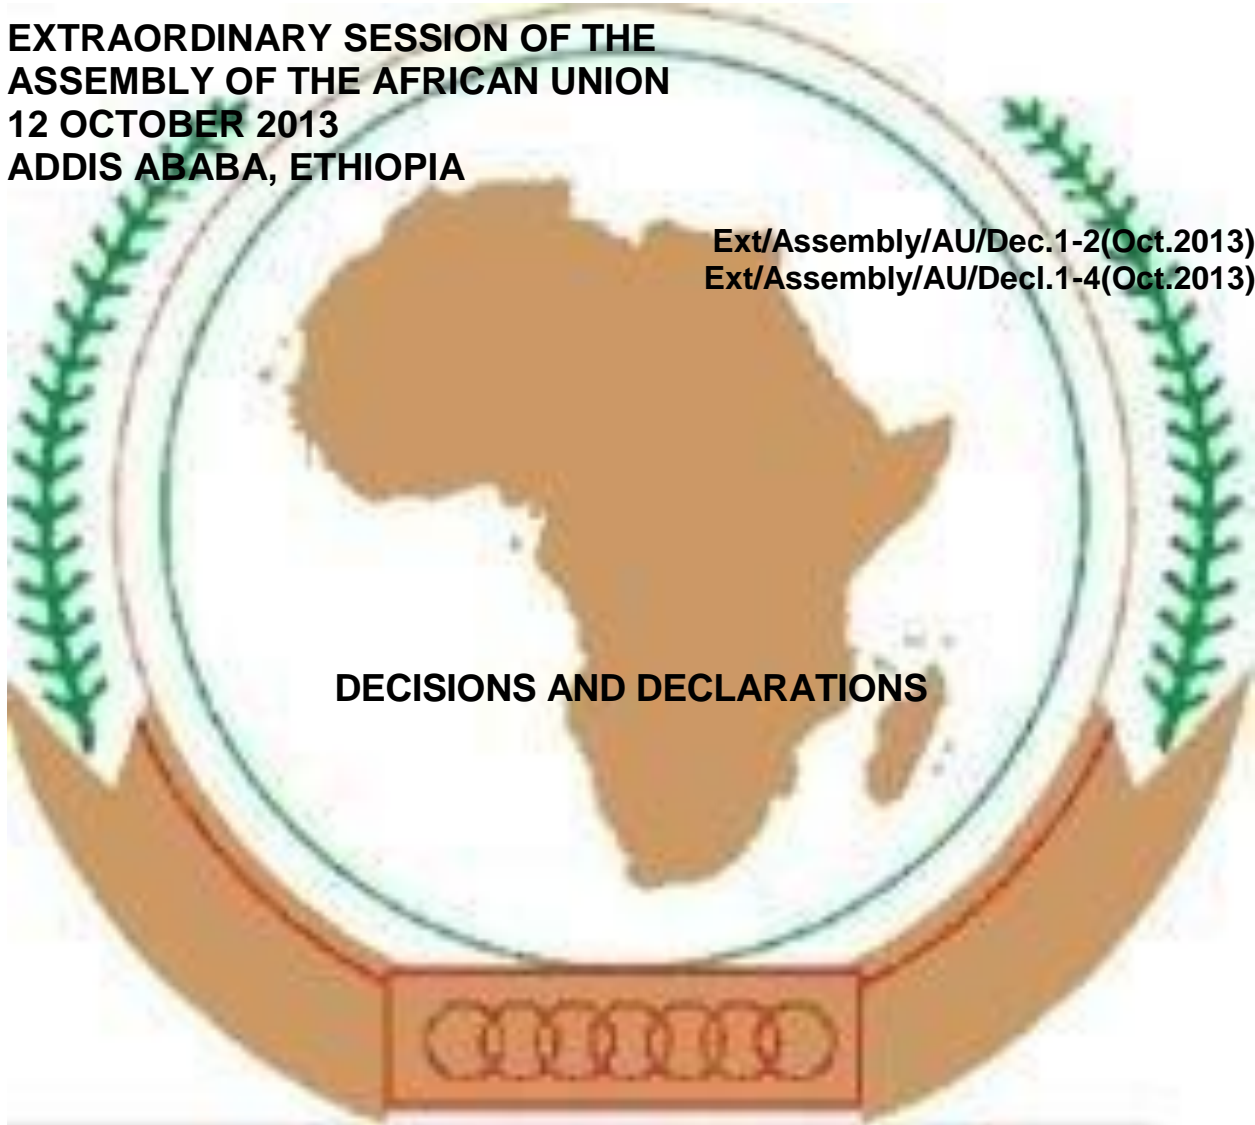 EXTRAORDINARY SESSION OF THE
ASSEMBLY OF THE AFRICAN UNION
12 OCTOBER 2013
ADDIS ABABA, ETHIOPIA
Ext/Assembly/AU/Dec.1-2(Oct.2013)
Ext/Assembly/AU/Decl.1-4(Oct.2013)
DECISIONS AND DECLARATIONS